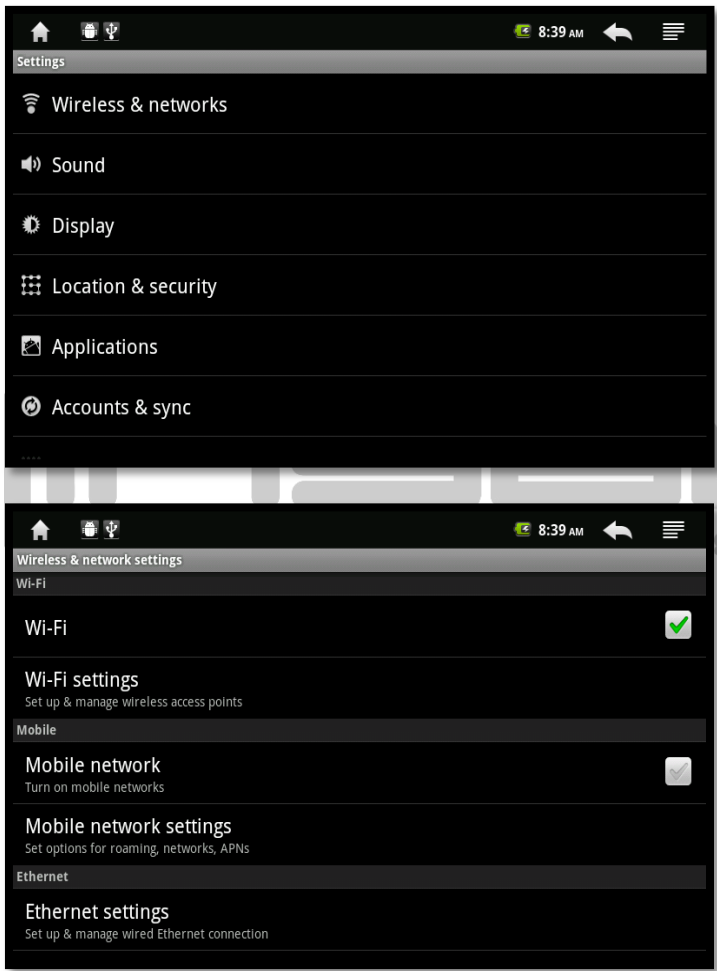 8:39 AM
Settings
Wireless & networks
Sound
Display
Location & security
Applications
Accounts & sync
8:39 AM
Wireless & network settings
Wi-Fi
Wi-Fi
Wi-Fi settings
Set up & manage wireless access points
Mobile
Mobile network
Turn on mobile networks
Mobile network settings
Set options for roaming, networks, APNs
Ethernet
Ethernet settings
Set up & manage wired Ethernet connection